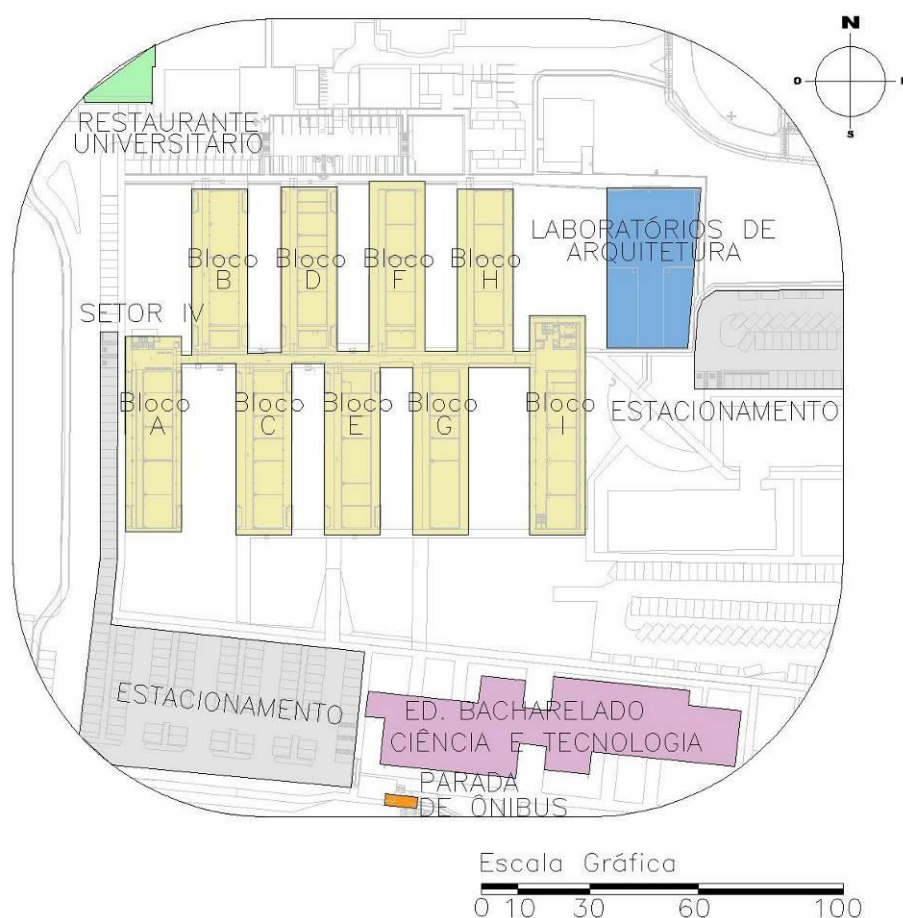 N
O
S
RESTAURANTE
UNIVERSITÁRIO
LABORATÓRIOS DE
ARQUITETURA
Bloco
B
Bloco
D
Bloco
F
Bloco
H
SETOR IV
Bloco
A
Bloco
C
Bloco
E
Bloco
G
Bloco
I
ESTACIONAMENTO
ESTACIONAMENTO
ED. BACHARELADO
CIÊNCIA E TECNOLOGIA
PARADA
DE ÔNIBUS
Escala Gráfica
0 10 30 60 100